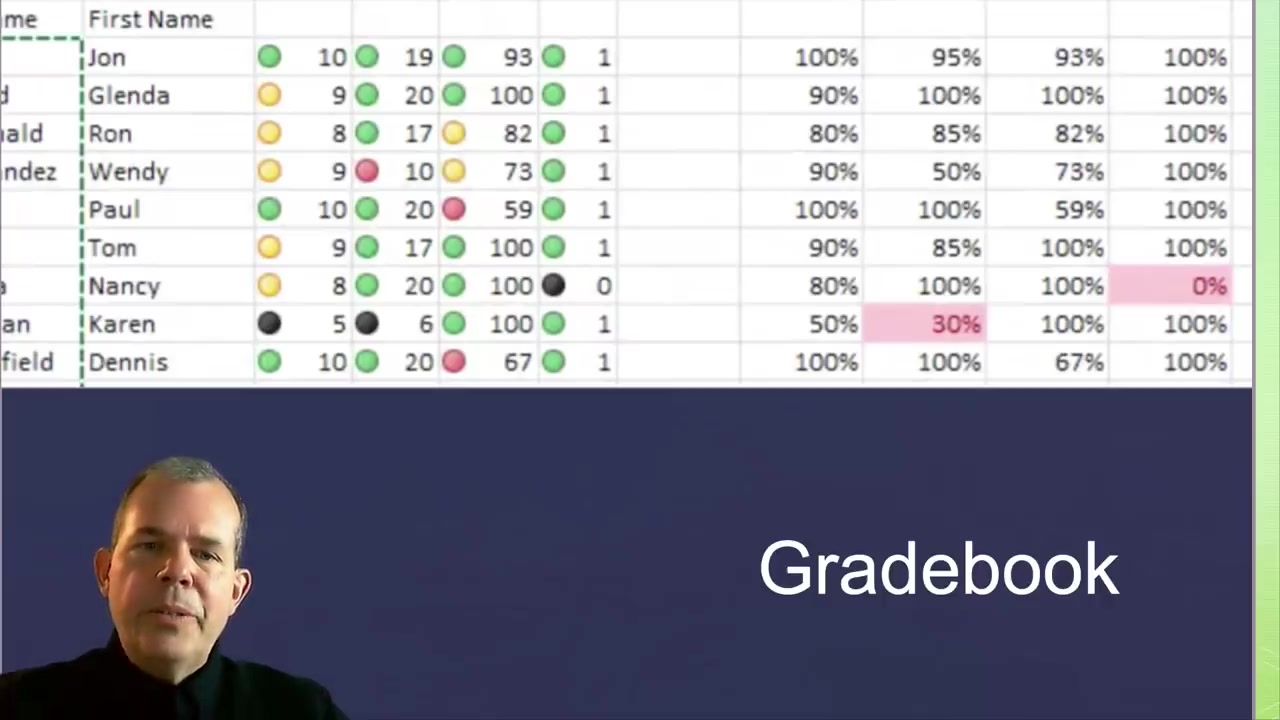 me First Name
Jon 10 19 93 1 100% 95% 93% 100%
d Glenda 9 20 100 1 90% 100% 100% 100%
nald Ron 8 17 82 1 80% 85% 82% 100%
ndez Wendy 9 10 73 1 90% 50% 73% 100%
Paul 10 20 59 1 100% 100% 59% 100%
Tom 9 17 100 1 90% 85% 100% 100%
a Nancy 8 20 100 0 80% 100% 100% 0%
an Karen 5 6 100 1 50% 30% 100% 100%
field Dennis 10 20 67 1 100% 100% 67% 100%
Gradebook